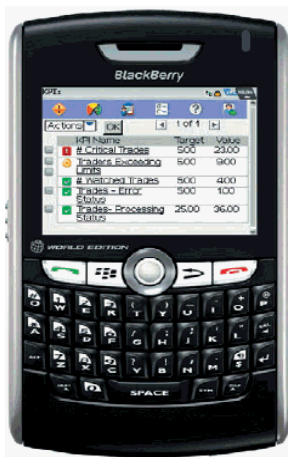 BlackBerry
KPIs
Actions OK 1 of 1
KPI Name Target Value
# Critical Trades 5.00 23.00
Traders Exceeding 5.00 9.00
Limits
# Watched Trades 5.00 4.00
Trades - Error 5.00 1.00
Status
Trades- Processing 25.00 36.00
Status
WORLD EDITION
Q W E R T Y U I O P
A S D F G H J K L
Z X C V B N M $
SPACE